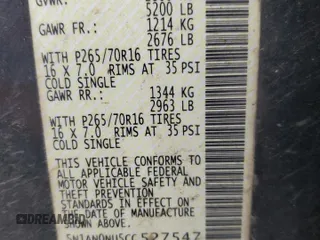 GVWR:
5200 LB
GAWR FR: 1214 KG
2676 LB
WITH P265/70R16 TIRES
16 X 7.0 RIMS AT 35 PSI
COLD SINGLE
GAWR RR: 1344 KG
2963 LB
WITH P265/70R16 TIRES
16 X 7.0 RIMS AT 35 PSI
COLD SINGLE
THIS VEHICLE CONFORMS TO
ALL APPLICABLE FEDERAL
MOTOR VEHICLE SAFETY
STANDARDS IN EFFECT AND
THEFT PREVENTION
DATE OF MANUFACTURE
SHOWN ABOVE.
5N1AN0NU5CC 527547